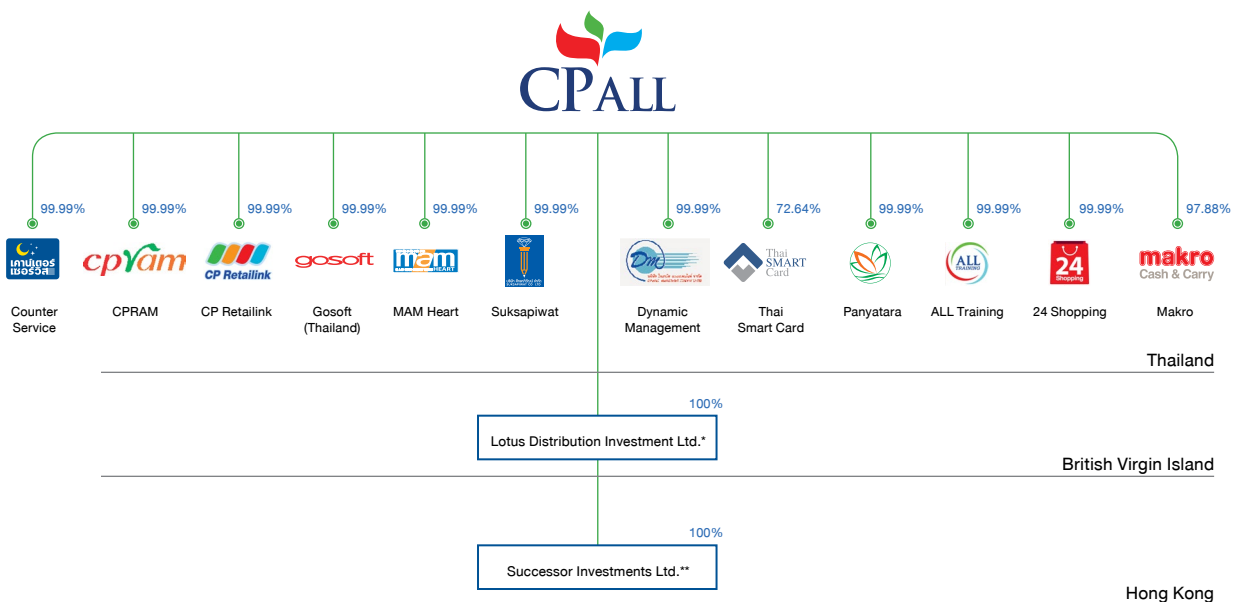 CPALL
99.99% 99.99% 99.99% 99.99% 99.99% 99.99% 99.99% 72.64% 99.99% 99.99% 99.99% 97.88%
เคาน์เตอร์
เซอร์วิส
cpram
CP Retailink
gosoft
mam
HEART
Thai
SMART
Card
ALL
TRAINING
24
Shopping
makro
Cash & Carry
Counter
Service
CPRAM
CP Retailink
Gosoft
(Thailand)
MAM Heart
Suksapiwat
Dynamic
Management
Thai
Smart Card
Panyatara
ALL Training
24 Shopping
Makro
Thailand
100%
Lotus Distribution Investment Ltd.*
British Virgin Island
100%
Successor Investments Ltd.**
Hong Kong